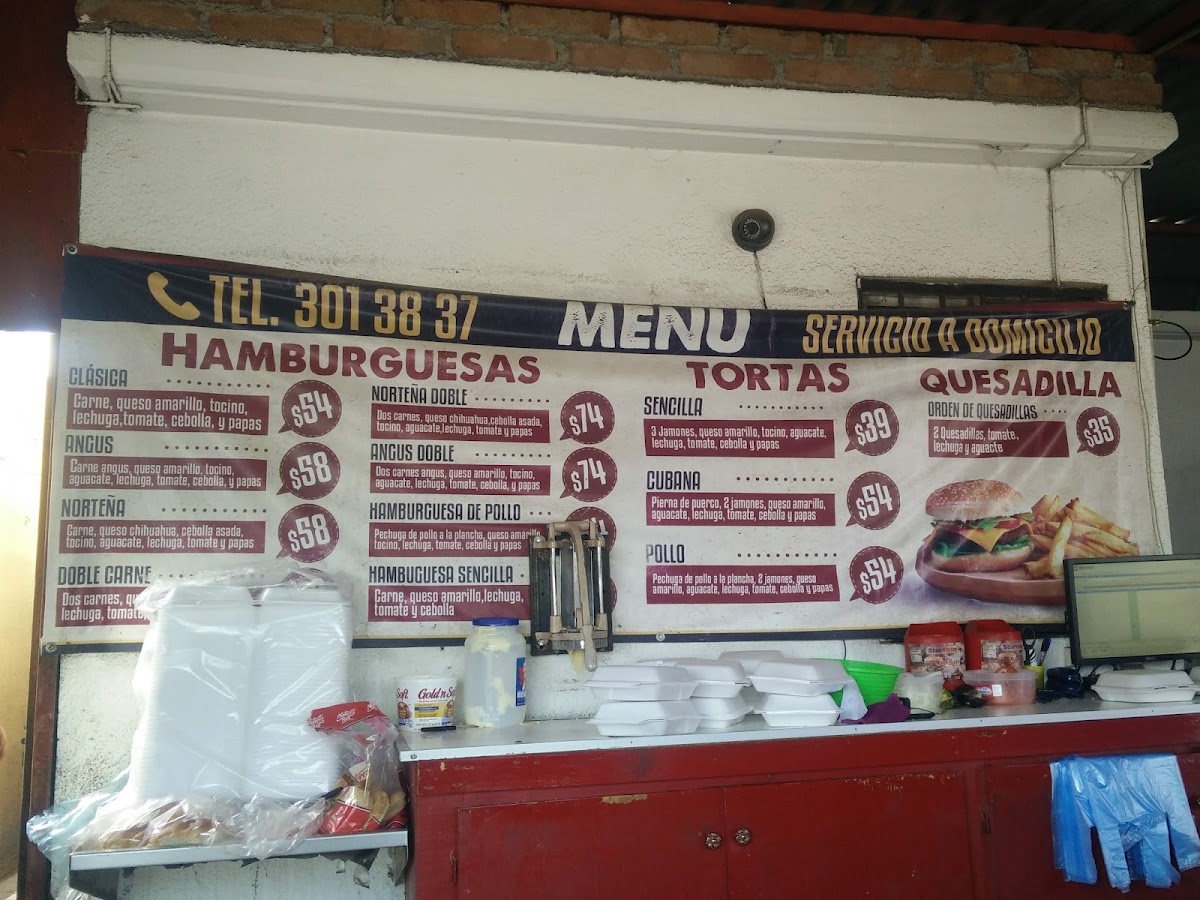 TEL. 301 38 37
MENU
SERVICIO A DOMICILIO
HAMBURGUESAS
CLÁSICA
Carne, queso amarillo, tocino,
lechuga,tomate, cebolla, y papas
$54
ANGUS
Carne angus, queso amarillo, tocino,
aguacate, lechuga, tomate, cebolla, y papas
$58
NORTEÑA
Carne, queso chihuahua, cebolla asada,
tocino, aguacate, lechuga, tomate y papas
$58
DOBLE CARNE
Dos carnes,
lechuga, tomate,
NORTEÑA DOBLE
Dos carnes, queso chihuahua,cebolla asada,
tocino, aguacate,lechuga, tomate y papas
$74
ANGUS DOBLE
Dos carnes angus, queso amarillo, tocino,
aguacate, lechuga, tomate, cebolla, y papas
$74
HAMBURGUESA DE POLLO
Pechuga de pollo a la plancha, queso
tocino, lechuga, tomate, cebolla y papas
HAMBUGUESA SENCILLA
Carne, queso amarillo,lechuga,
tomate y cebolla
TORTAS
SENCILLA
3 Jamones, queso amarillo, tocino, aguacate,
lechuga, tomate, cebolla y papas
$39
CUBANA
Pierna de puerco, 2 jamones, queso amarillo,
aguacate, lechuga, tomate, cebolla y papas
$54
POLLO
Pechuga de pollo a la plancha, 2 jamones, queso
amarillo, aguacate, lechuga, tomate, cebolla y papas
$54
QUESADILLA
ORDEN DE QUESADILLAS
2 Quesadillas, tomate,
lechuga y aguacte
$35
Gold'n